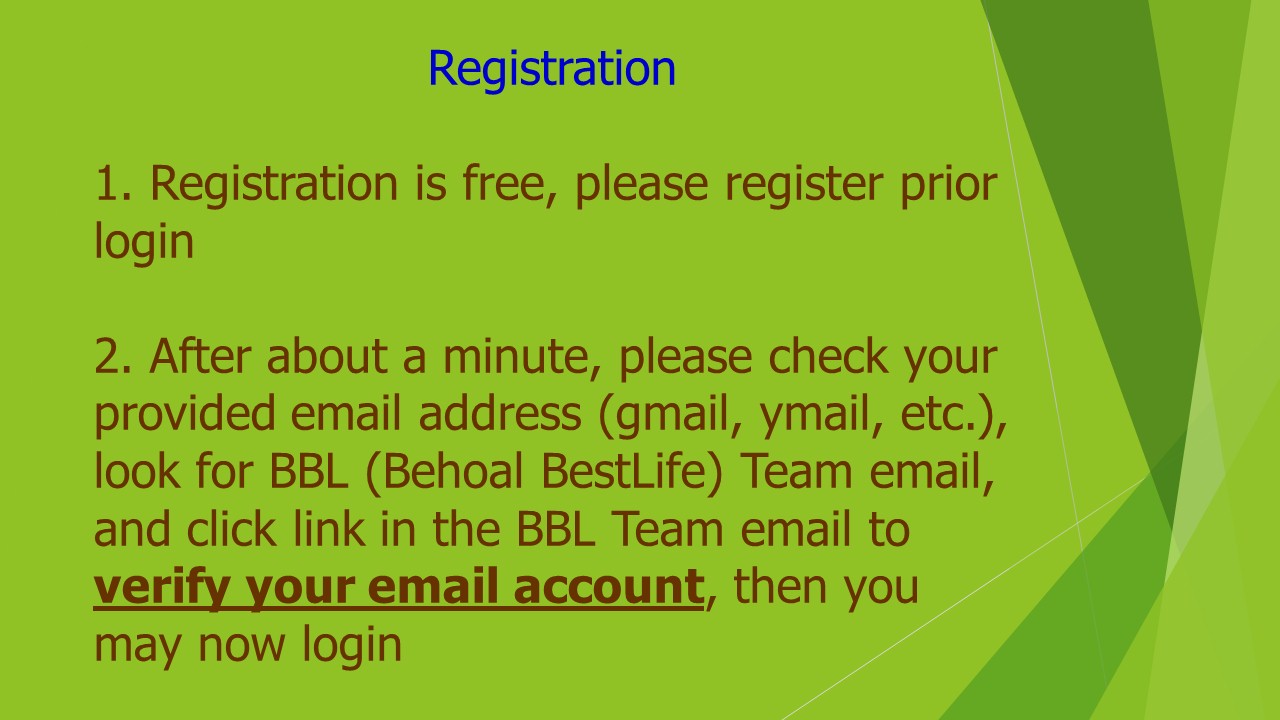 Registration
1. Registration is free, please register prior
login
2. After about a minute, please check your
provided email address (gmail, ymail, etc.),
look for BBL (Behoal BestLife) Team email,
and click link in the BBL Team email to
verify your email account, then you
may now login